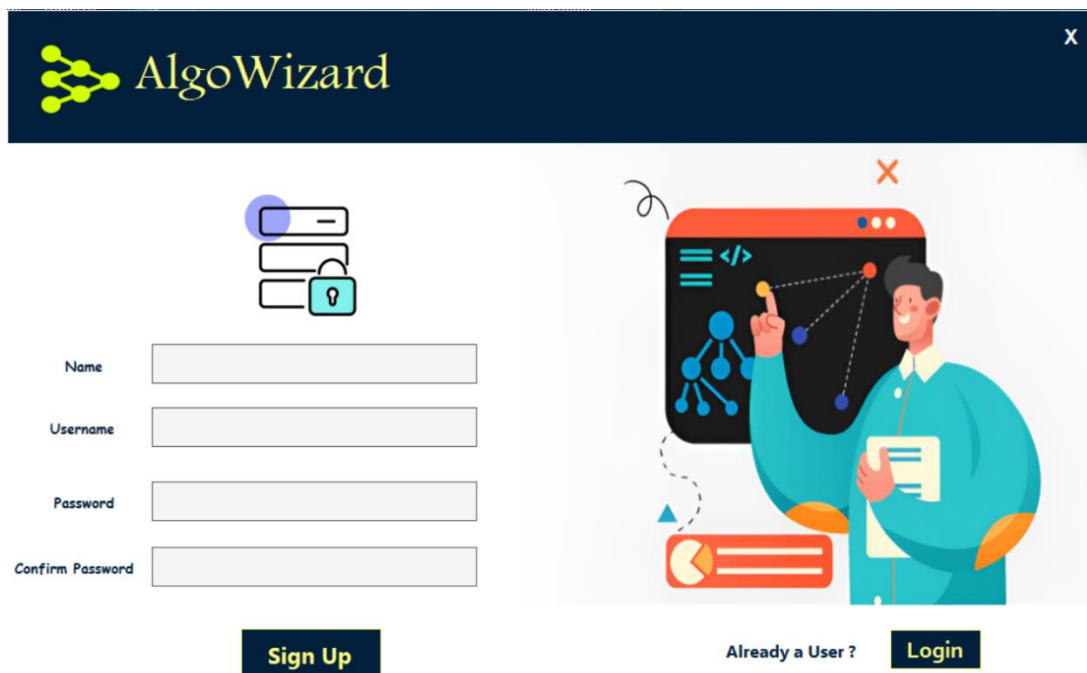 X
AlgoWizard
</>
Name
Username
Password
Confirm Password
Sign Up
Already a User ?
Login